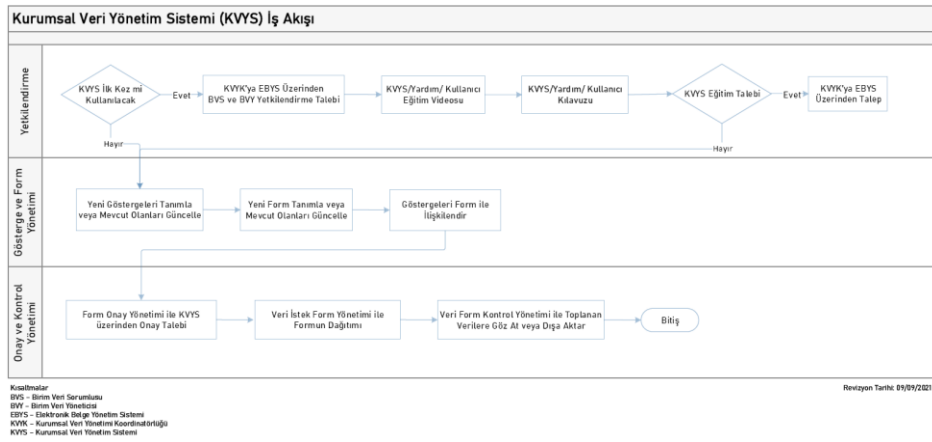 Kurumsal Veri Yönetim Sistemi (KVYS) İş Akışı
Yetkilendirme
KVYS İlk Kez mi
Kullanılacak
Evet
KVYK'ya EBYS Üzerinden
BVS ve BVY Yetkilendirme Talebi
KVYS/Yardım/ Kullanıcı
Eğitim Videosu
KVYS/Yardım/ Kullanıcı
Kılavuzu
KVYS Eğitim Talebi
Evet
KVYK'ya EBYS
Üzerinden Talep
Hayır
Hayır
Gösterge ve Form
Yönetimi
Yeni Göstergeleri Tanımla
veya Mevcut Olanları Güncelle
Yeni Form Tanımla veya
Mevcut Olanları Güncelle
Göstergeleri Form ile
İlişkilendir
Onay ve Kontrol
Yönetimi
Form Onay Yönetimi ile KVYS
üzerinden Onay Talebi
Veri İstek Form Yönetimi ile
Formun Dağıtımı
Veri Form Kontrol Yönetimi ile Toplanan
Verilere Göz At veya Dışa Aktar
Bitiş
Kısaltmalar
BVS – Birim Veri Sorumlusu
BVY – Birim Veri Yöneticisi
EBYS – Elektronik Belge Yönetim Sistemi
KVYK – Kurumsal Veri Yönetimi Koordinatörlüğü
KVYS – Kurumsal Veri Yönetim Sistemi
Revizyon Tarihi: 09/09/2021